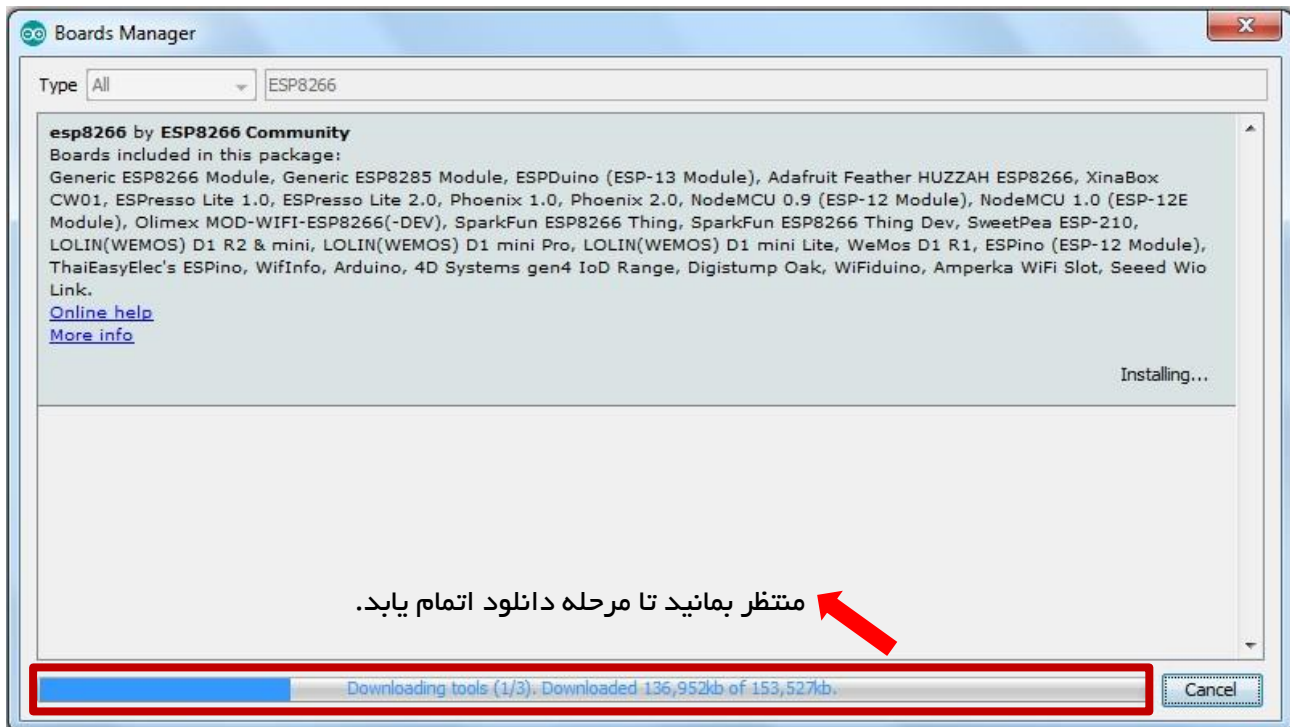 Boards Manager
Type All ESP8266
esp8266 by ESP8266 Community
Boards included in this package:
Generic ESP8266 Module, Generic ESP8285 Module, ESPDuino (ESP-13 Module), Adafruit Feather HUZZAH ESP8266, XinaBox
CW01, ESPresso Lite 1.0, ESPresso Lite 2.0, Phoenix 1.0, Phoenix 2.0, NodeMCU 0.9 (ESP-12 Module), NodeMCU 1.0 (ESP-12E
Module), Olimex MOD-WIFI-ESP8266(-DEV), SparkFun ESP8266 Thing, SparkFun ESP8266 Thing Dev, SweetPea ESP-210,
LOLIN(WEMOS) D1 R2 & mini, LOLIN(WEMOS) D1 mini Pro, LOLIN(WEMOS) D1 mini Lite, WeMos D1 R1, ESPino (ESP-12 Module),
ThaiEasyElec's ESPino, WifInfo, Arduino, 4D Systems gen4 IoD Range, Digistump Oak, WiFiduino, Amperka WiFi Slot, Seeed Wio
Link.
Online help
More info
Installing...
منتظر بمانید تا مرحله دانلود اتمام یابد.
Downloading tools (1/3). Downloaded 136,952kb of 153,527kb.
Cancel